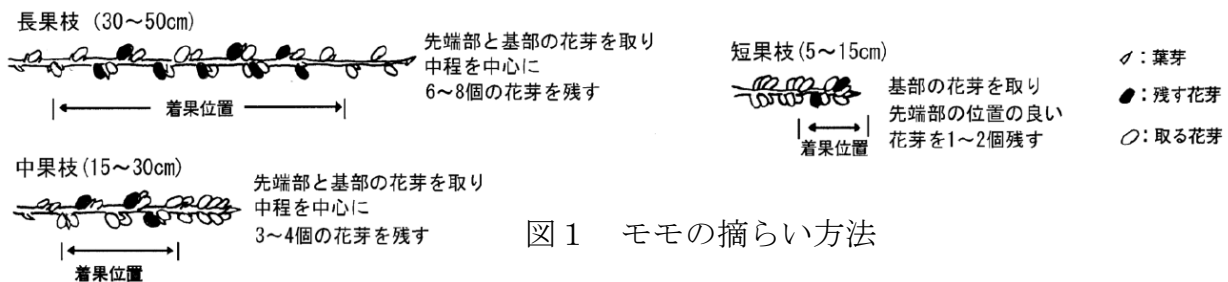 長果枝 (30～50cm)
先端部と基部の花芽を取り
中程を中心に
6～8個の花芽を残す
着果位置
短果枝(5～15cm)
基部の花芽を取り
先端部の位置の良い
花芽を1～2個残す
着果位置
：葉芽
：残す花芽
：取る花芽
中果枝(15～30cm)
先端部と基部の花芽を取り
中程を中心に
3～4個の花芽を残す
着果位置
図１　モモの摘らい方法